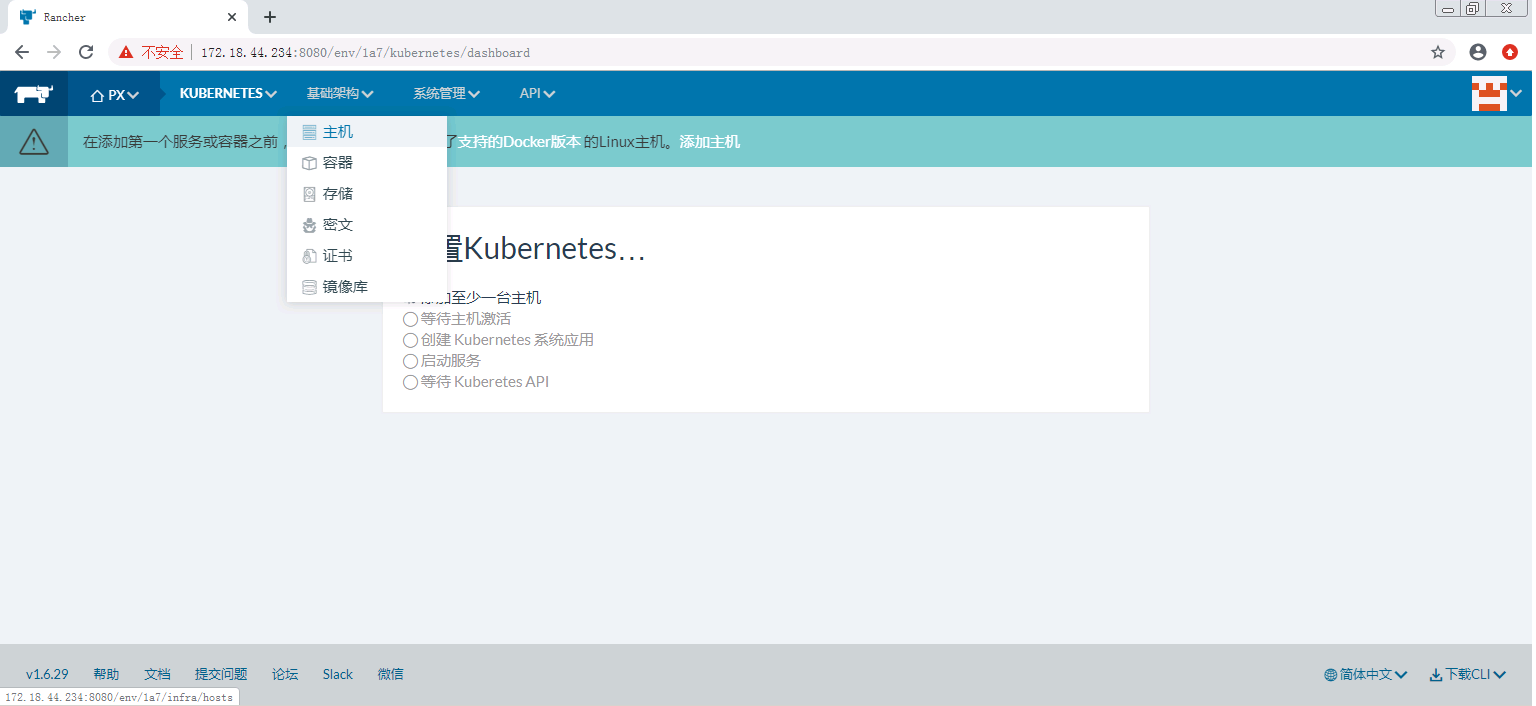 Rancher
不安全 172.18.44.234:8080/env/1a7/kubernetes/dashboard
PX KUBERNETES 基础架构 系统管理 API
在添加第一个服务或容器之前, 了支持的Docker版本 的Linux主机。添加主机
主机
容器
存储
密文
证书
镜像库
置Kubernetes...
添加至少一台主机
等待主机激活
创建 Kubernetes 系统应用
启动服务
等待 Kuberetes API
v1.6.29 帮助 文档 提交问题 论坛 Slack 微信 简体中文 下载CLI
172.18.44.234:8080/env/1a7/infra/hosts